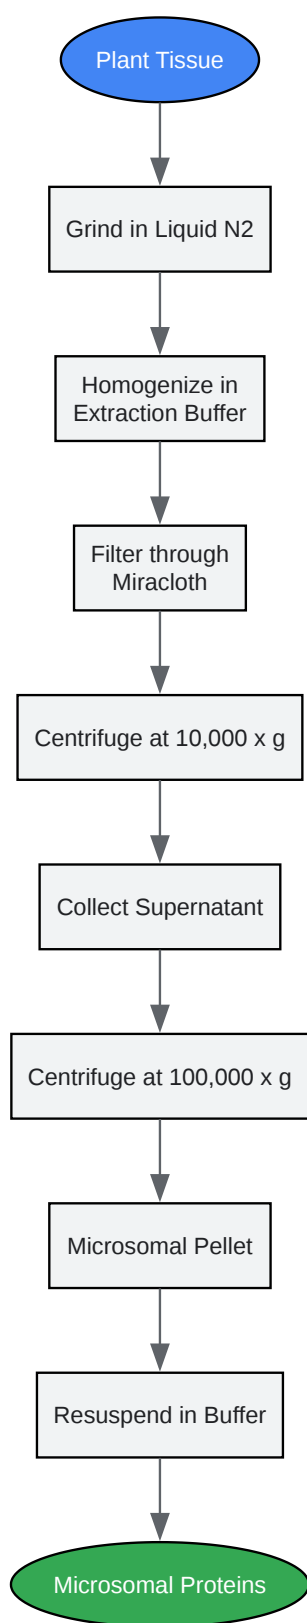 Plant Tissue
Grind in Liquid N2
Homogenize in
Extraction Buffer
Filter through
Miracloth
Centrifuge at 10,000 x g
Collect Supernatant
Centrifuge at 100,000 x g
Microsomal Pellet
Resuspend in Buffer
Microsomal Proteins